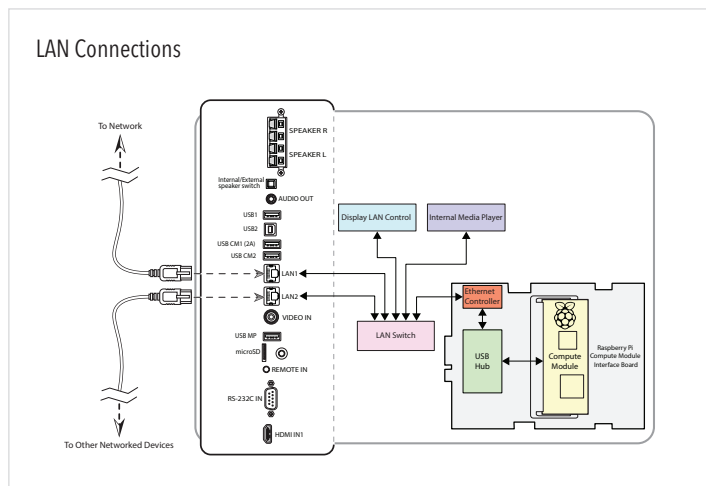 LAN Connections
To Network
SPEAKER R
SPEAKER L
Internal/External
speaker switch
AUDIO OUT
USB1
USB2
USB CM1 (2A)
USB CM2
LAN1
LAN2
VIDEO IN
USB MP
microSD
REMOTE IN
RS-232C IN
HDMI IN1
To Other Networked Devices
Display LAN Control
Internal Media Player
LAN Switch
Ethernet
Controller
USB
Hub
Compute
Module
Raspberry Pi
Compute Module
Interface Board